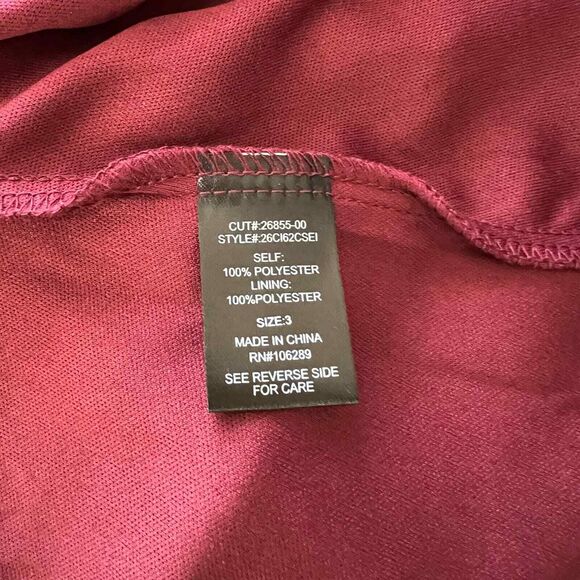 CUT#:26855-00
STYLE#:26CI62CSEI
SELF:
100% POLYESTER
LINING:
100%POLYESTER
SIZE:3
MADE IN CHINA
RN#106289
SEE REVERSE SIDE
FOR CARE